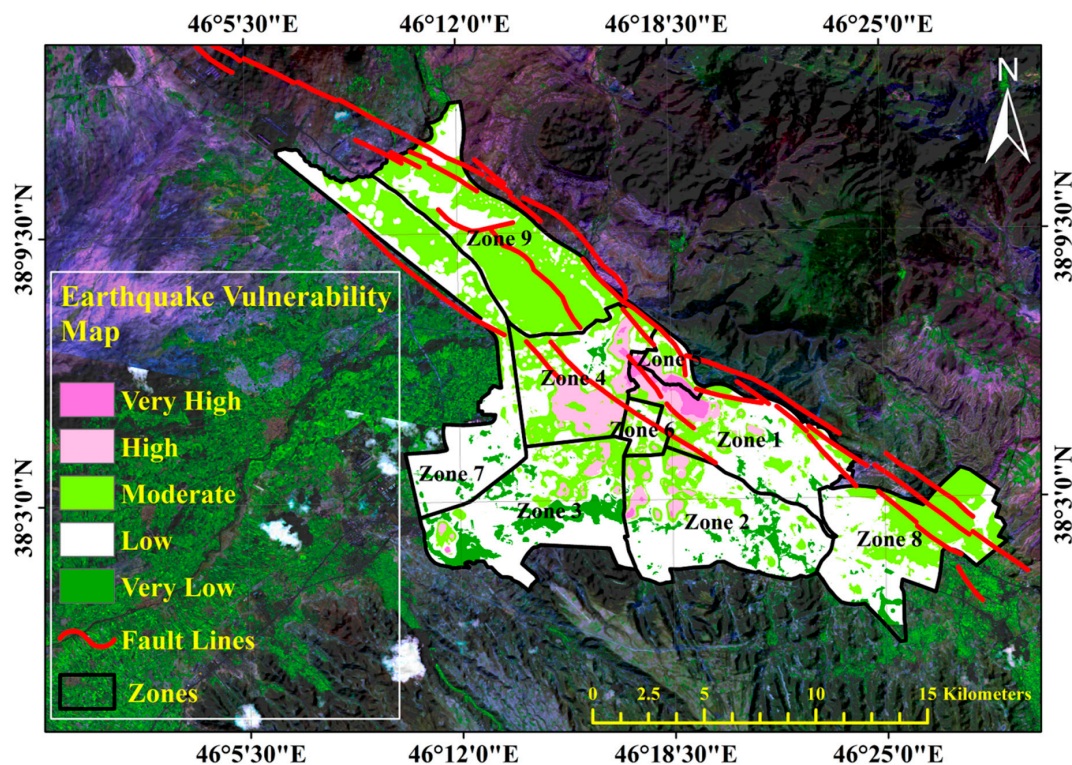 46°5'30"E 46°12'0"E 46°18'30"E 46°25'0"E
N
38°9'30"N 38°9'30"N
Zone 9
Earthquake Vulnerability
Map
Zone 4
Very High
Zone 6
Zone 1
High
Zone 7
Moderate
38°3'0"N 38°3'0"N
Zone 3
Zone 2
Low
Zone 8
Very Low
Fault Lines
Zones
0 2.5 5 10 15 Kilometers
46°5'30"E 46°12'0"E 46°18'30"E 46°25'0"E